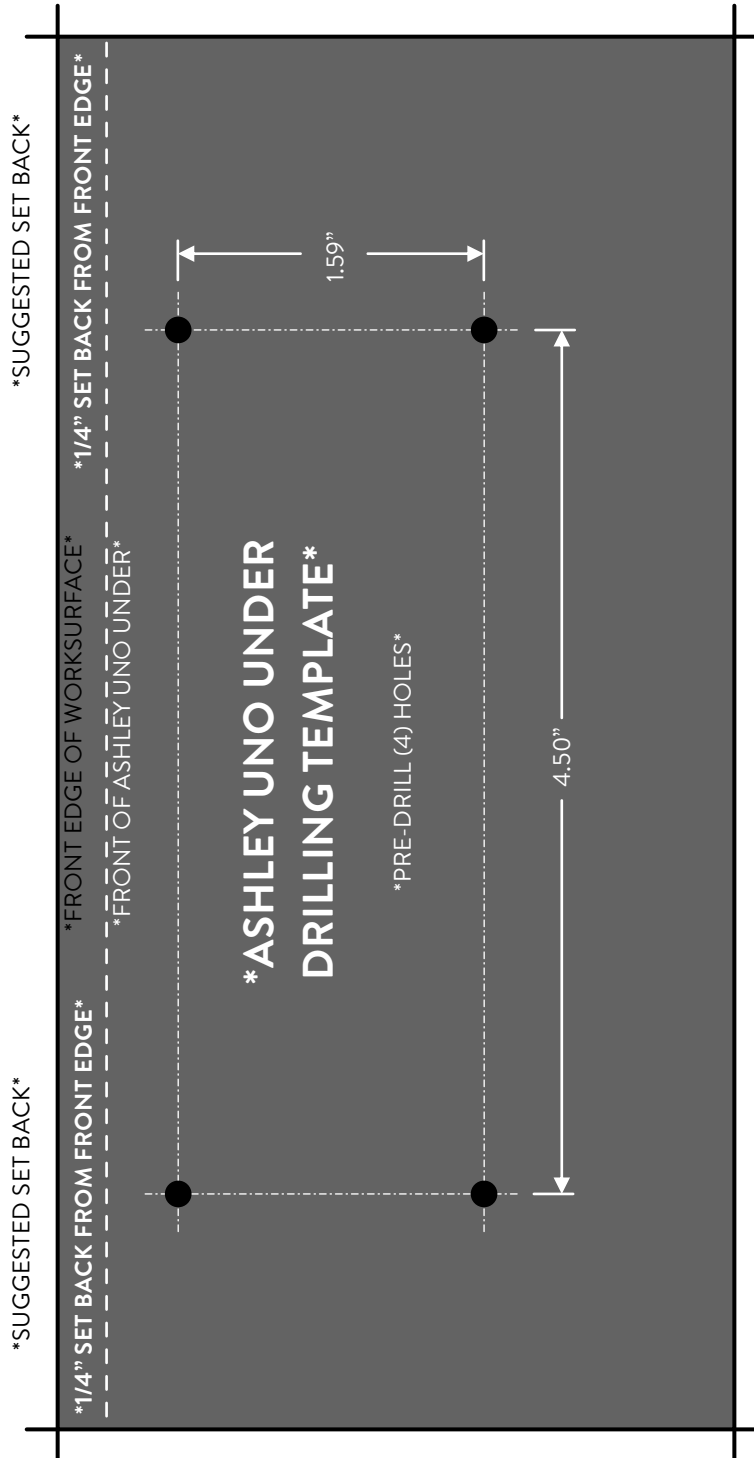 *SUGGESTED SET BACK*
*SUGGESTED SET BACK*
*1/4” SET BACK FROM FRONT EDGE*
*FRONT EDGE OF WORKSURFACE*
*1/4” SET BACK FROM FRONT EDGE*
*FRONT OF ASHLEY UNO UNDER*
*ASHLEY UNO UNDER
DRILLING TEMPLATE*
1.59”
*PRE-DRILL (4) HOLES*
4.50”